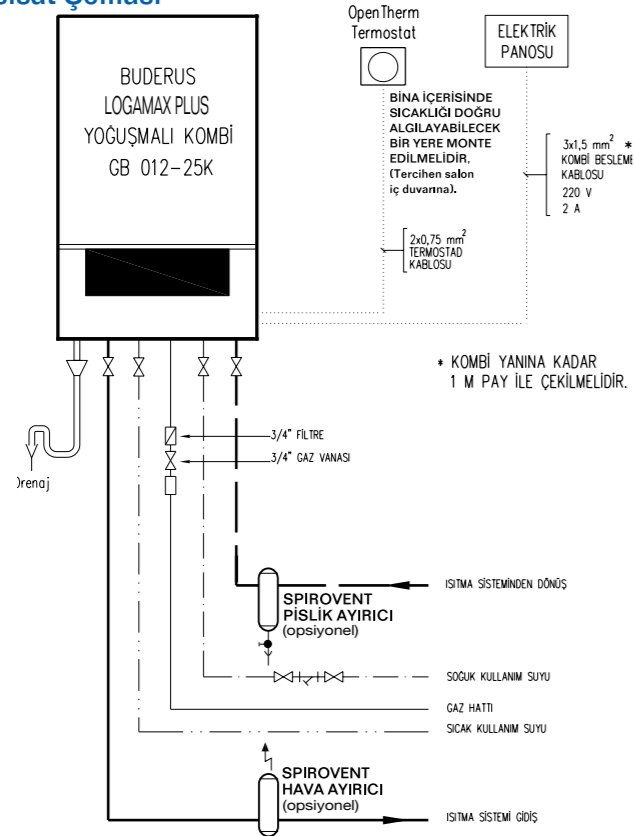 OpenTherm
Termostat
ELEKTRİK
PANOSU
BUDERUS
LOGAMAX PLUS
YOĞUŞMALI KOMBİ
GB 012-25K
BİNA İÇERİSİNDE
SICAKLIĞI DOĞRU
ALGILAYABİLECEK
BİR YERE MONTE
EDİLMELİDİR,
(Tercihen salon
iç duvarına).
3x1,5 mm² *
KOMBİ BESLEME
KABLOSU
220 V
2 A
2x0,75 mm²
TERMOSTAD
KABLOSU
* KOMBİ YANINA KADAR
1 M PAY İLE ÇEKİLMELİDİR.
3/4" FİLTRE
3/4" GAZ VANASI
Drenaj
ISITMA SİSTEMİNDEN DÖNÜŞ
SPIROVENT
PİSLİK AYIRICI
(opsiyonel)
SOĞUK KULLANIM SUYU
GAZ HATTI
SICAK KULLANIM SUYU
SPIROVENT
HAVA AYIRICI
(opsiyonel)
ISITMA SİSTEMİ GİDİŞ